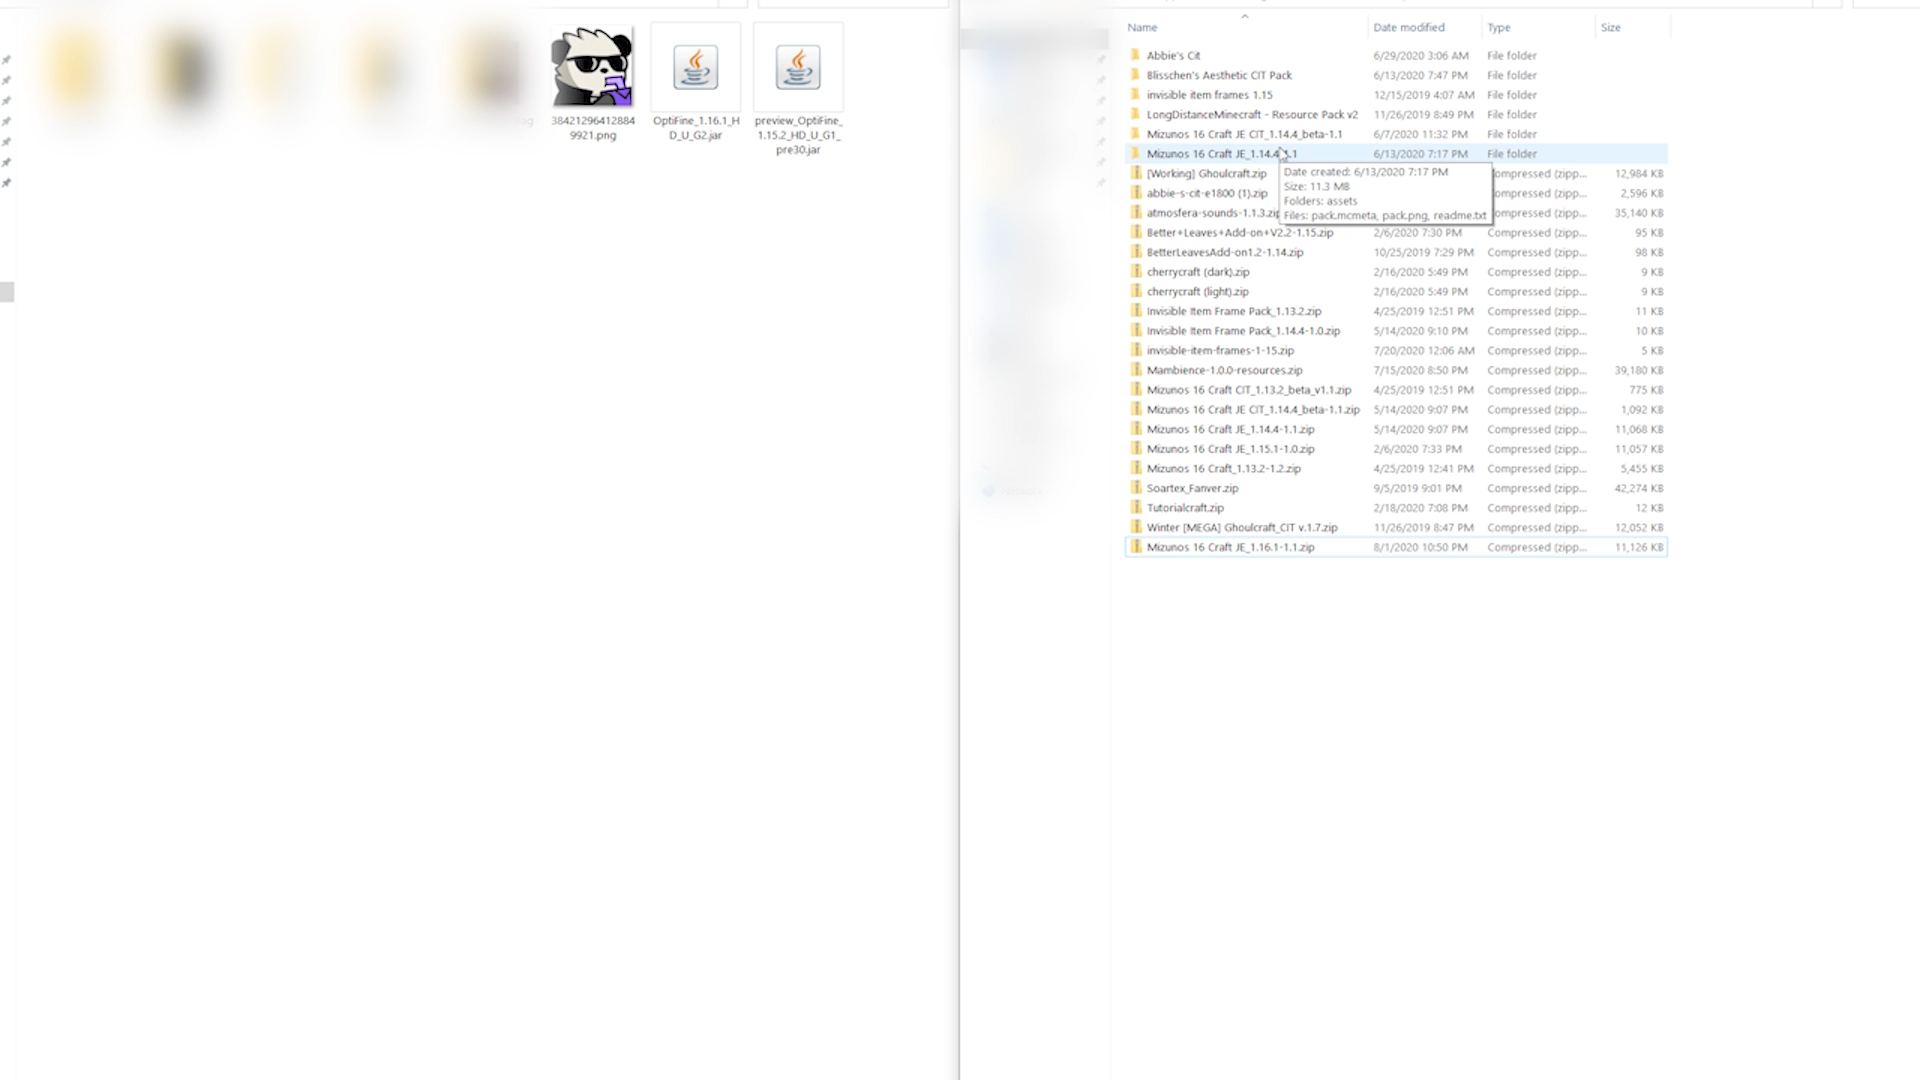 38421296412884
9921.png
OptiFine_1.16.1_H
D_U_G2.jar
preview_OptiFine_
1.15.2_HD_U_G1_
pre30.jar
Name Date modified Type Size
Abbie's Cit 6/29/2020 3:06 AM File folder
Blisschen's Aesthetic CIT Pack 6/13/2020 7:47 PM File folder
invisible item frames 1.15 12/15/2019 4:07 AM File folder
LongDistanceMinecraft - Resource Pack v2 11/26/2019 8:49 PM File folder
Mizunos 16 Craft JE CIT_1.14.4_beta-1.1 6/7/2020 11:32 PM File folder
Mizunos 16 Craft JE_1.14.4-1.1 6/13/2020 7:17 PM File folder
[Working] Ghoulcraft.zip ompressed (zipp... 12,984 KB
abbie-s-cit-e1800 (1).zip ompressed (zipp... 2,596 KB
atmosfera-sounds-1.1.3.zip ompressed (zipp... 35,140 KB
Date created: 6/13/2020 7:17 PM
Size: 11.3 MB
Folders: assets
Files: pack.mcmeta, pack.png, readme.txt
Better+Leaves+Add-on+V2.2-1.15.zip 2/6/2020 7:30 PM Compressed (zipp... 95 KB
BetterLeavesAdd-on1.2-1.14.zip 10/25/2019 7:29 PM Compressed (zipp... 98 KB
cherrycraft (dark).zip 2/16/2020 5:49 PM Compressed (zipp... 9 KB
cherrycraft (light).zip 2/16/2020 5:49 PM Compressed (zipp... 9 KB
Invisible Item Frame Pack_1.13.2.zip 4/25/2019 12:51 PM Compressed (zipp... 11 KB
Invisible Item Frame Pack_1.14.4-1.0.zip 5/14/2020 9:10 PM Compressed (zipp... 10 KB
invisible-item-frames-1-15.zip 7/20/2020 12:06 AM Compressed (zipp... 5 KB
Mambience-1.0.0-resources.zip 7/15/2020 8:50 PM Compressed (zipp... 39,180 KB
Mizunos 16 Craft CIT_1.13.2_beta_v1.1.zip 4/25/2019 12:51 PM Compressed (zipp... 775 KB
Mizunos 16 Craft JE CIT_1.14.4_beta-1.1.zip 5/14/2020 9:07 PM Compressed (zipp... 1,092 KB
Mizunos 16 Craft JE_1.14.4-1.1.zip 5/14/2020 9:07 PM Compressed (zipp... 11,068 KB
Mizunos 16 Craft JE_1.15.1-1.0.zip 2/6/2020 7:33 PM Compressed (zipp... 11,057 KB
Mizunos 16 Craft_1.13.2-1.2.zip 4/25/2019 12:41 PM Compressed (zipp... 5,455 KB
Soartex_Fanver.zip 9/5/2019 9:01 PM Compressed (zipp... 42,274 KB
Tutorialcraft.zip 2/18/2020 7:08 PM Compressed (zipp... 12 KB
Winter [MEGA] Ghoulcraft_CIT v.1.7.zip 11/26/2019 8:47 PM Compressed (zipp... 12,052 KB
Mizunos 16 Craft JE_1.16.1-1.1.zip 8/1/2020 10:50 PM Compressed (zipp... 11,126 KB